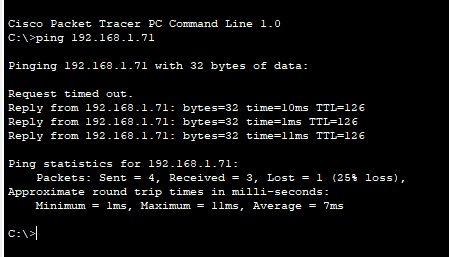 Cisco Packet Tracer PC Command Line 1.0
C:\>ping 192.168.1.71
Pinging 192.168.1.71 with 32 bytes of data:
Request timed out.
Reply from 192.168.1.71: bytes=32 time=10ms TTL=126
Reply from 192.168.1.71: bytes=32 time=1ms TTL=126
Reply from 192.168.1.71: bytes=32 time=11ms TTL=126
Ping statistics for 192.168.1.71:
Packets: Sent = 4, Received = 3, Lost = 1 (25% loss),
Approximate round trip times in milli-seconds:
Minimum = 1ms, Maximum = 11ms, Average = 7ms
C:\>